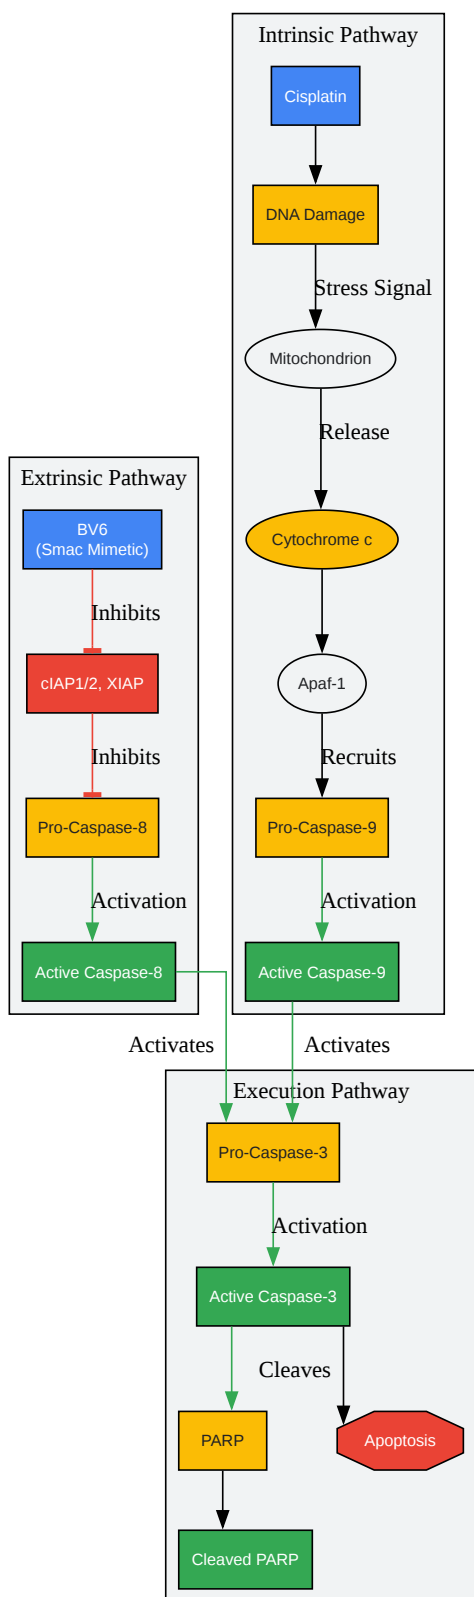 Intrinsic Pathway
Cisplatin
DNA Damage
Stress Signal
Mitochondrion
Release
Cytochrome c
Apaf-1
Recruits
Pro-Caspase-9
Activation
Active Caspase-9
Extrinsic Pathway
BV6
(Smac Mimetic)
Inhibits
cIAP1/2, XIAP
Inhibits
Pro-Caspase-8
Activation
Active Caspase-8
Activates
Activates
Execution Pathway
Pro-Caspase-3
Activation
Active Caspase-3
Cleaves
PARP
Apoptosis
Cleaved PARP